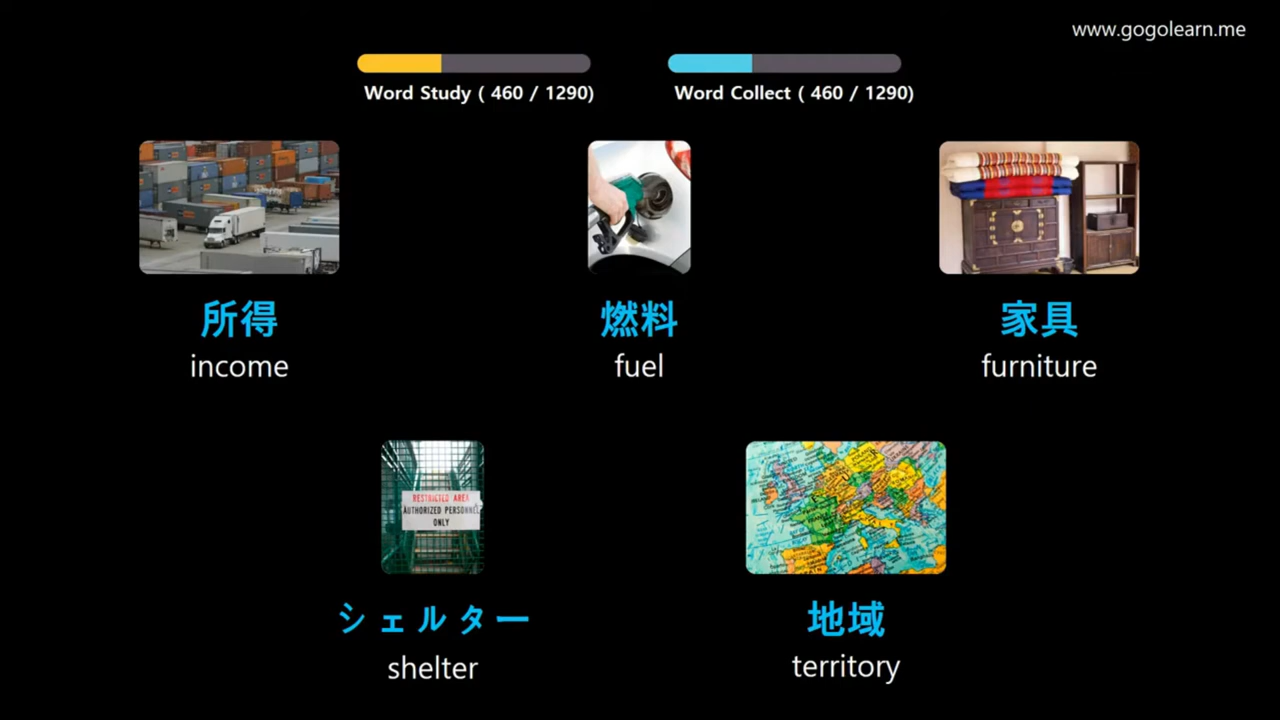 www.gogolearn.me
Word Study ( 460 / 1290)
Word Collect ( 460 / 1290)
所得
income
燃料
fuel
家具
furniture
RESTRICTED AREA
AUTHORIZED PERSONNEL
ONLY
シェルター
shelter
地域
territory